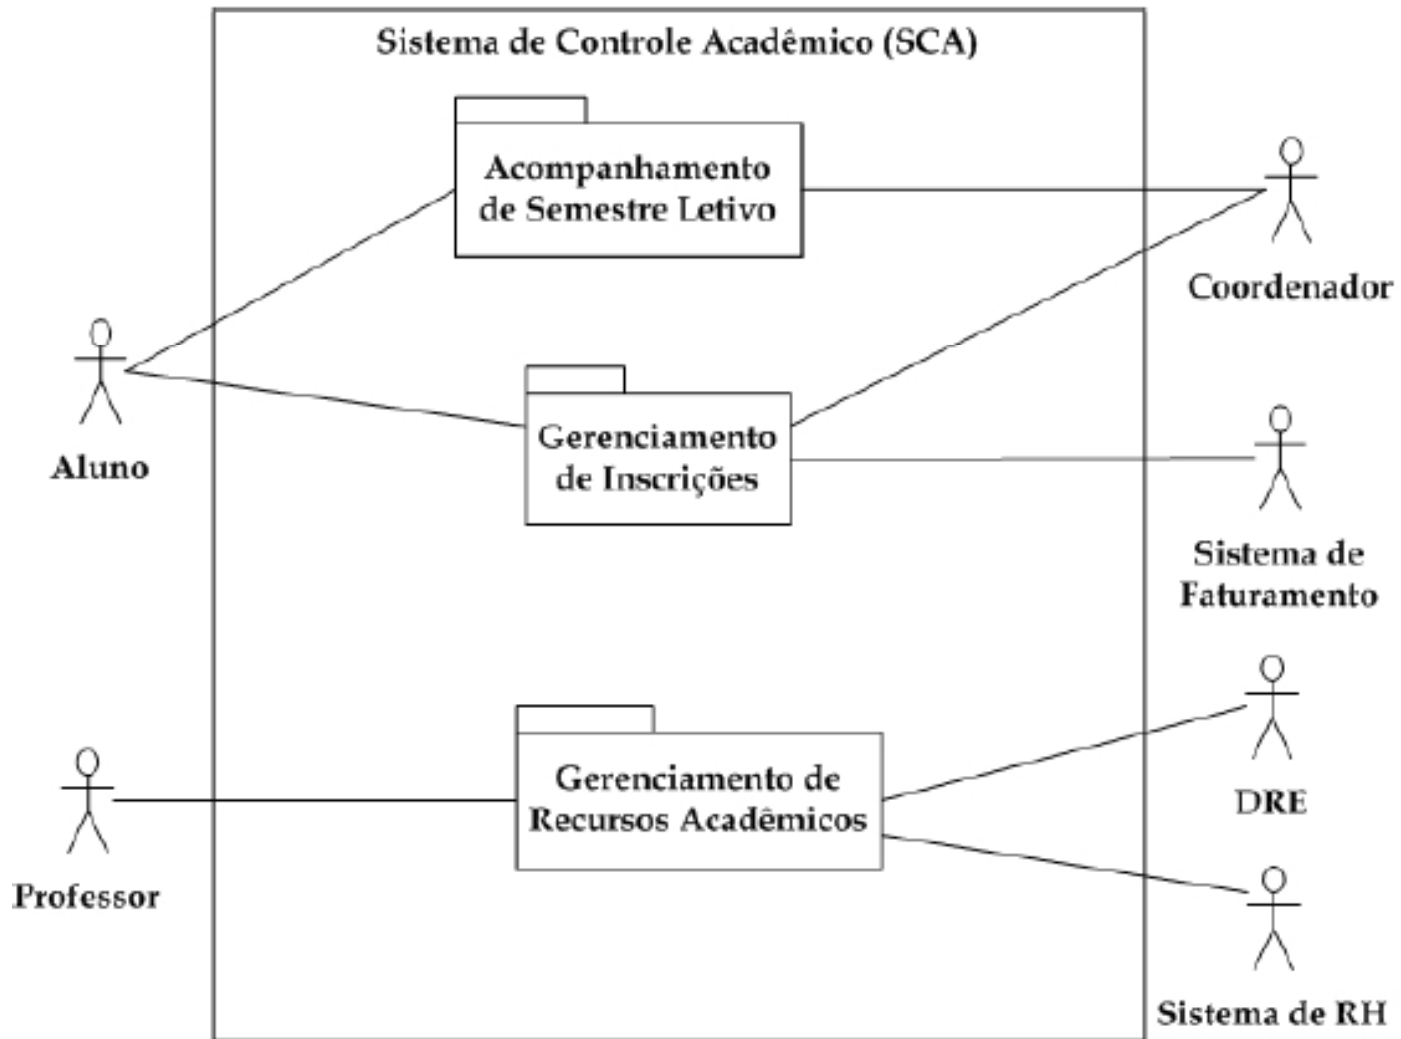 Sistema de Controle Acadêmico (SCA)
Acompanhamento
de Semestre Letivo
Coordenador
Aluno
Gerenciamento
de Inscrições
Sistema de
Faturamento
Professor
Gerenciamento de
Recursos Acadêmicos
DRE
Sistema de RH